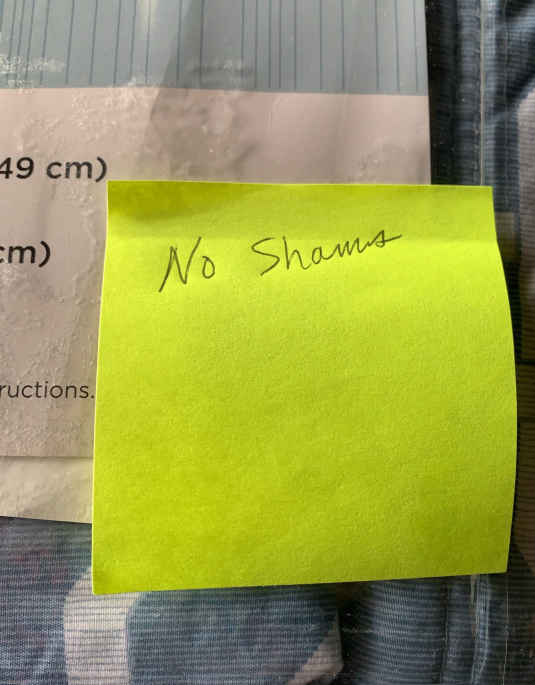 49 cm)
cm)
ructions.
No Shams